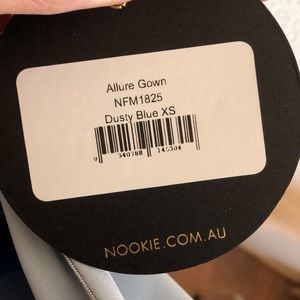 Allure Gown
NFM1825
Dusty Blue XS
9 340788 145304
NOOKIE.COM.AU